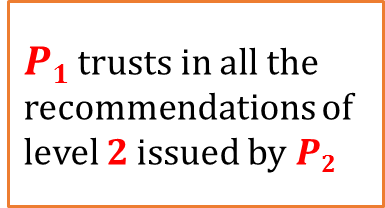 P₁ trusts in all the
recommendations of
level 2 issued by P₂